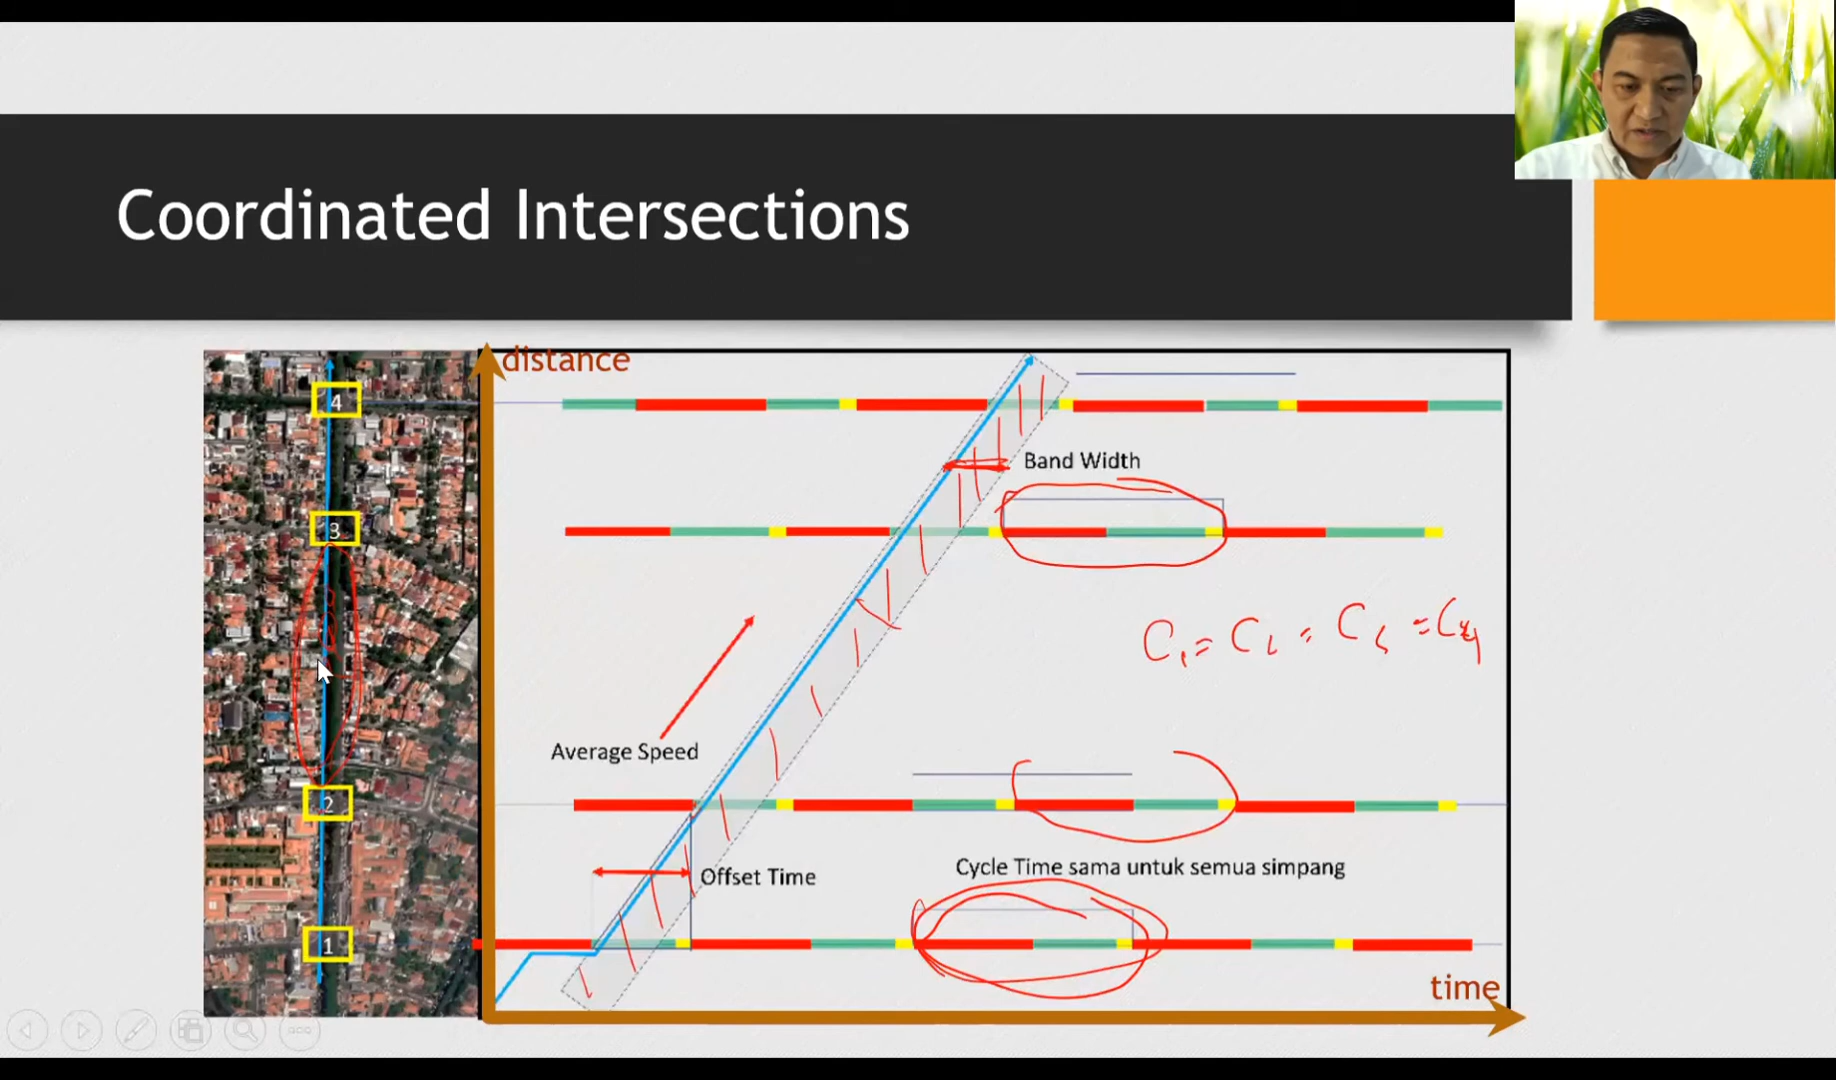 Coordinated Intersections
distance
4
Band Width
3
C₁ = C₂ = C₃ = C₄
Average Speed
2
Offset Time
Cycle Time sama untuk semua simpang
1
time